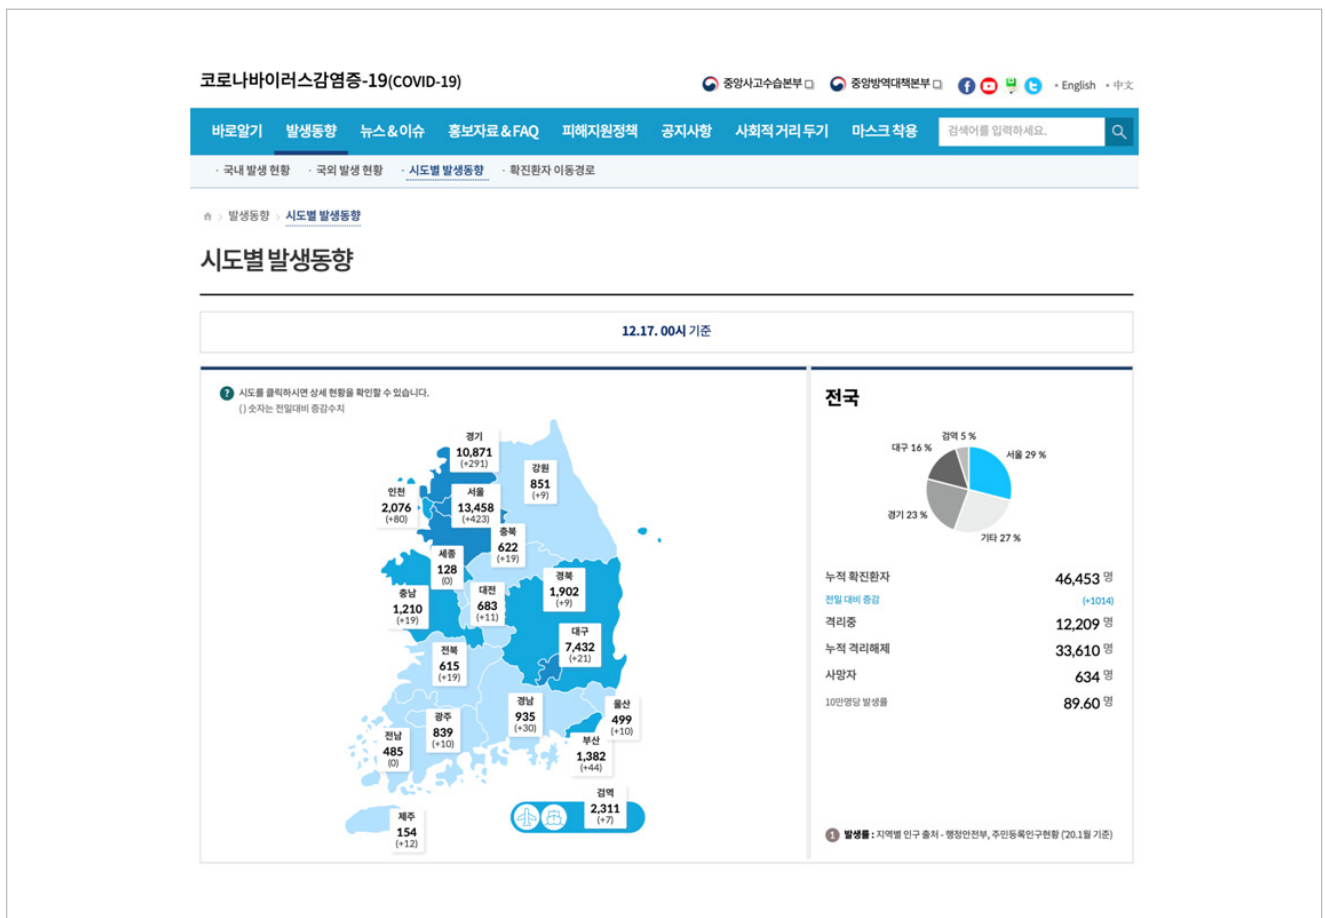 코로나바이러스감염증-19(COVID-19)
중앙사고수습본부 중앙방역대책본부 English 中文
바로알기 발생동향 뉴스&이슈 홍보자료&FAQ 피해지원정책 공지사항 사회적 거리 두기 마스크 착용 검색어를 입력하세요.
· 국내 발생 현황 · 국외 발생 현황 · 시도별 발생동향 · 확진환자 이동경로
발생동향 > 시도별 발생동향
시도별 발생동향
12.17. 00시 기준
? 시도를 클릭하시면 상세 현황을 확인할 수 있습니다.
( ) 숫자는 전일대비 증감수치
경기
10,871
(+291)
강원
851
(+9)
인천
2,076
(+80)
서울
13,458
(+423)
충북
622
(+19)
세종
128
(0)
경북
1,902
(+9)
대전
683
(+11)
충남
1,210
(+19)
대구
7,432
(+21)
전북
615
(+19)
경남
935
(+30)
울산
499
(+10)
광주
839
(+10)
전남
485
(0)
부산
1,382
(+44)
검역
2,311
(+7)
제주
154
(+12)
전국
검역 5 %
대구 16 %
서울 29 %
경기 23 %
기타 27 %
누적 확진환자 46,453 명
전일 대비 증감 (+1014)
격리중 12,209 명
누적 격리해제 33,610 명
사망자 634 명
10만명당 발생률 89.60 명
1 발생률 : 지역별 인구 출처 - 행정안전부, 주민등록인구현황 ('20.1월 기준)